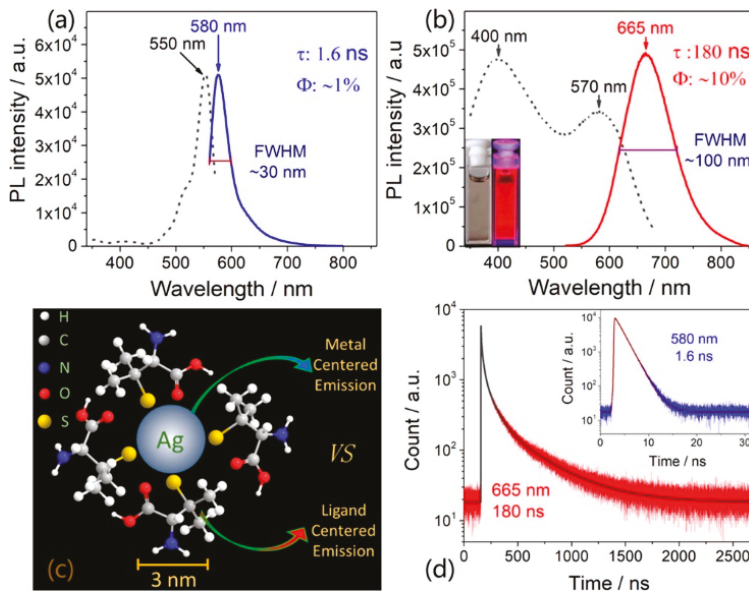 (a)
550 nm
580 nm
τ: 1.6 ns
Φ: ~1%
FWHM
~30 nm
PL intensity / a.u.
6x10⁴
5x10⁴
4x10⁴
3x10⁴
2x10⁴
1x10⁴
0
400 500 600 700 800
Wavelength / nm
(b)
400 nm
570 nm
665 nm
τ :180 ns
Φ: ~10%
FWHM
~100 nm
PL intensity / a.u.
5x10⁵
4x10⁵
3x10⁵
2x10⁵
1x10⁵
0
400 500 600 700 800
Wavelength / nm
H
C
N
O
S
Ag
Metal
Centered
Emission
VS
Ligand
Centered
Emission
3 nm
(c)
Count / a.u.
10⁴
10³
10²
10¹
665 nm
180 ns
0 500 1000 1500 2000 2500
Time / ns
(d)
Count / a.u.
10⁴
10³
10²
10¹
580 nm
1.6 ns
0 10 20 30
Time / ns